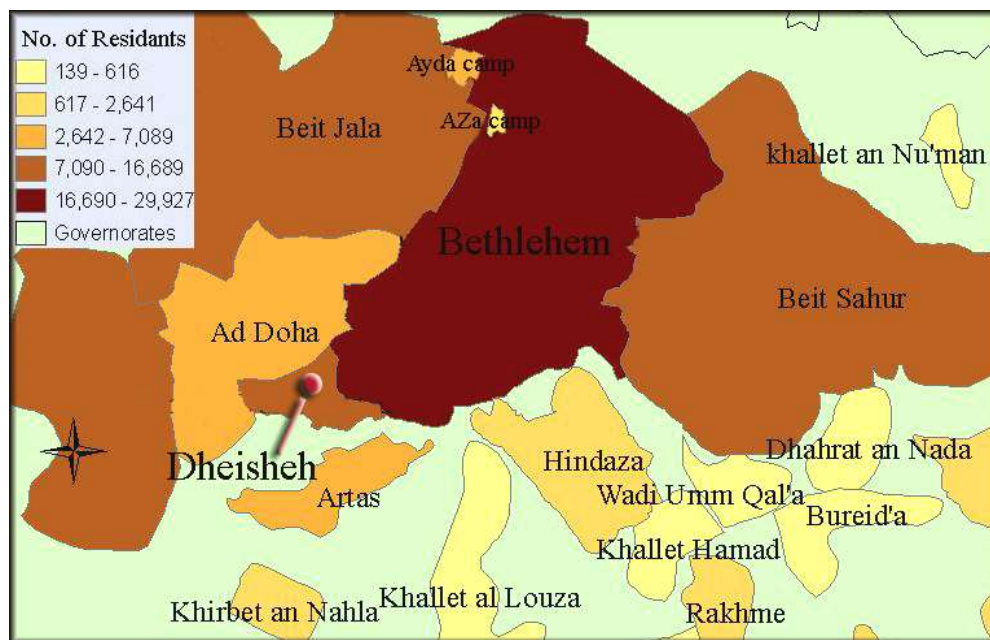 No. of Residants
139 - 616
617 - 2,641
2,642 - 7,089
7,090 - 16,689
16,690 - 29,927
Governorates
Ayda camp
AZa camp
Beit Jala
khallet an Nu'man
Bethlehem
Beit Sahur
Ad Doha
Dheisheh
Artas
Hindaza
Dhahrat an Nada
Wadi Umm Qal'a
Bureid'a
Khallet Hamad
Khirbet an Nahla
Khallet al Louza
Rakhme